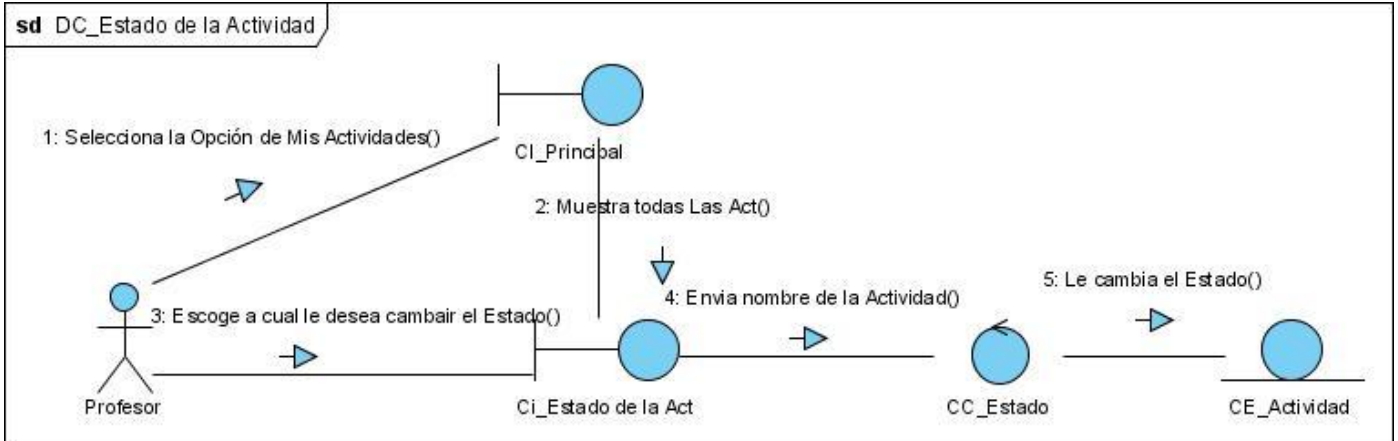 sd DC_Estado de la Actividad
1: Selecciona la Opción de Mis Actividades()
CI_Principal
2: Muestra todas Las Act()
3: Escoge a cual le desea cambair el Estado()
4: Envia nombre de la Actividad()
5: Le cambia el Estado()
Profesor
Ci_Estado de la Act
CC_Estado
CE_Actividad